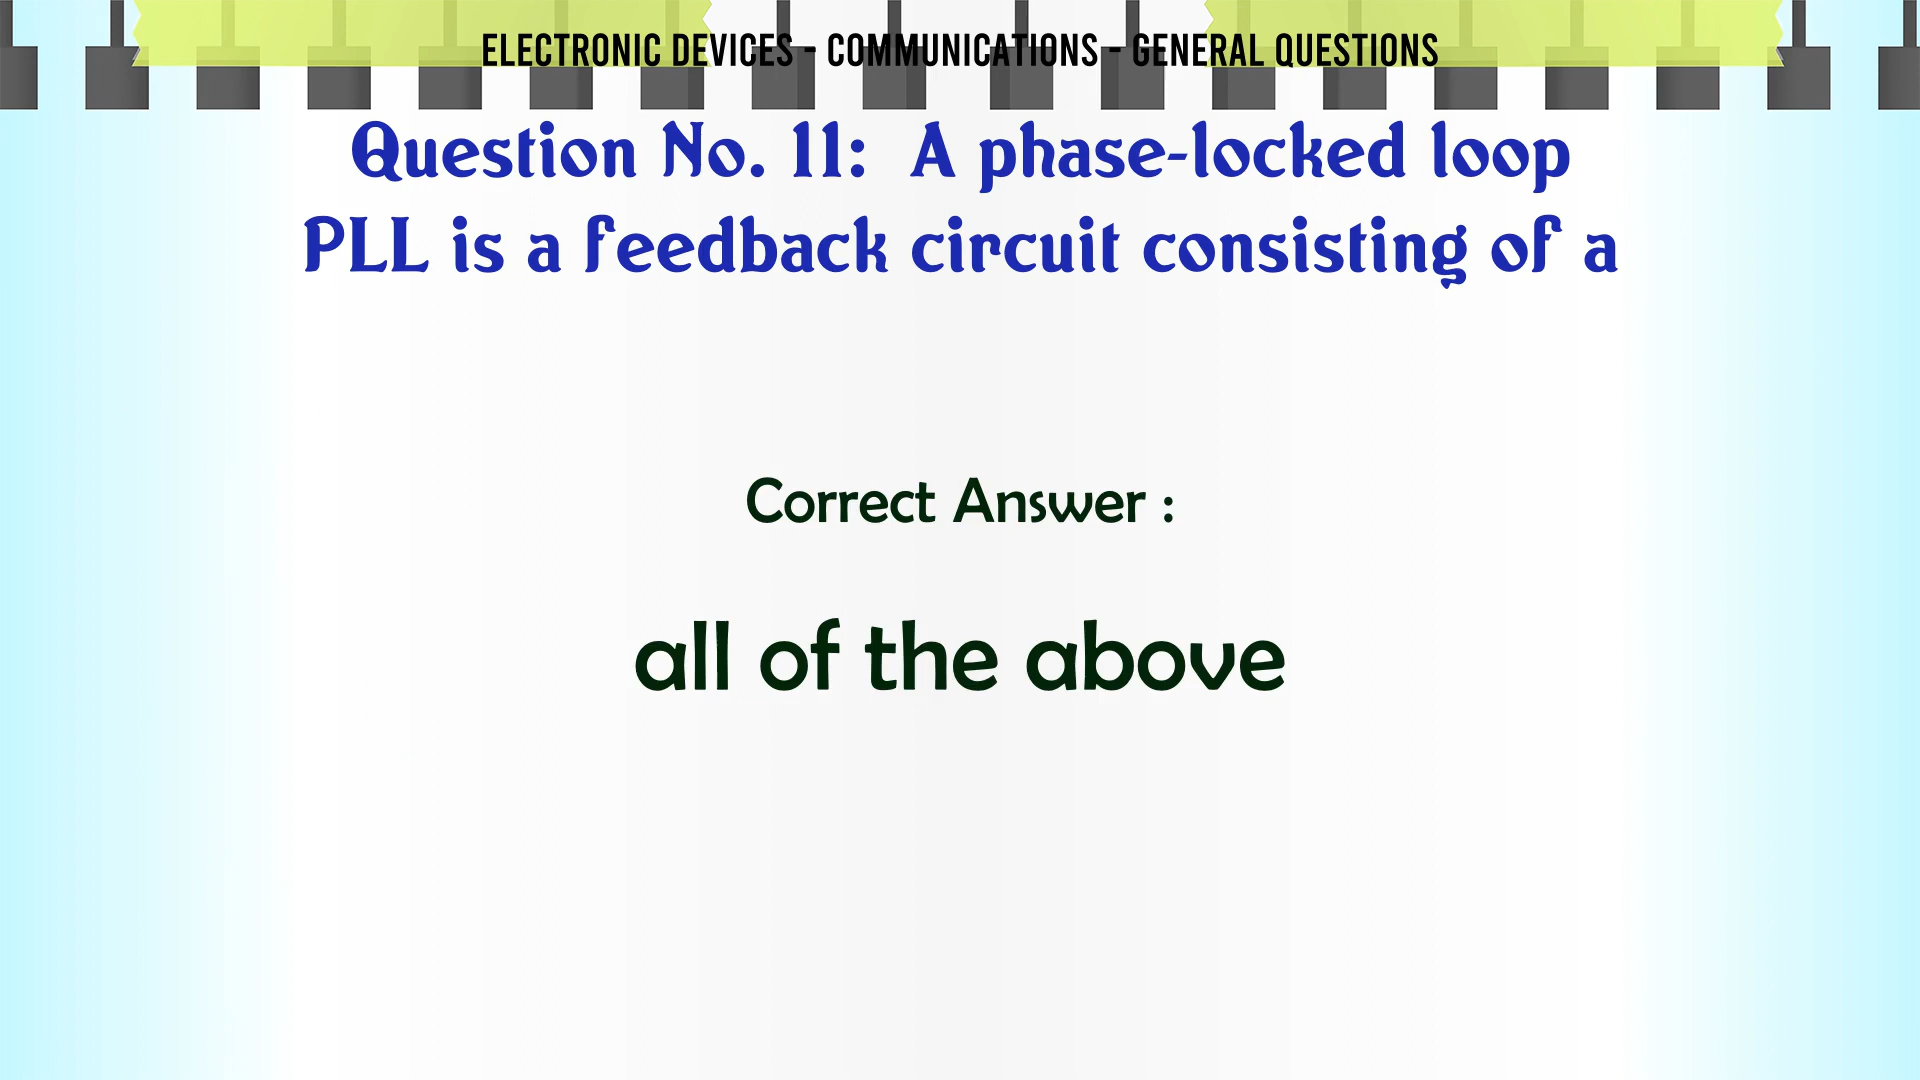 ELECTRONIC DEVICES - COMMUNICATIONS - GENERAL QUESTIONS
Question No. 11: A phase-locked loop
PLL is a feedback circuit consisting of a
Correct Answer :
all of the above